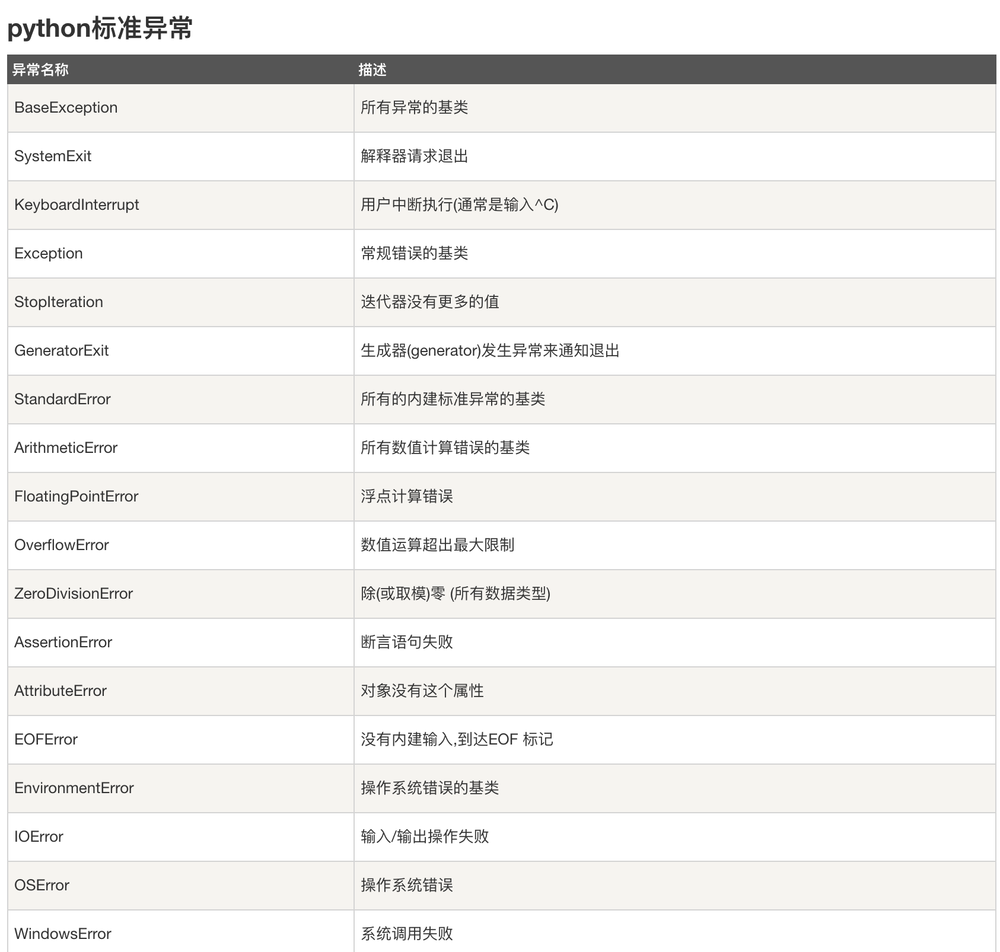 python标准异常
异常名称 描述
BaseException 所有异常的基类
SystemExit 解释器请求退出
KeyboardInterrupt 用户中断执行(通常是输入^C)
Exception 常规错误的基类
StopIteration 迭代器没有更多的值
GeneratorExit 生成器(generator)发生异常来通知退出
StandardError 所有的内建标准异常的基类
ArithmeticError 所有数值计算错误的基类
FloatingPointError 浮点计算错误
OverflowError 数值运算超出最大限制
ZeroDivisionError 除(或取模)零 (所有数据类型)
AssertionError 断言语句失败
AttributeError 对象没有这个属性
EOFError 没有内建输入,到达EOF 标记
EnvironmentError 操作系统错误的基类
IOError 输入/输出操作失败
OSError 操作系统错误
WindowsError 系统调用失败